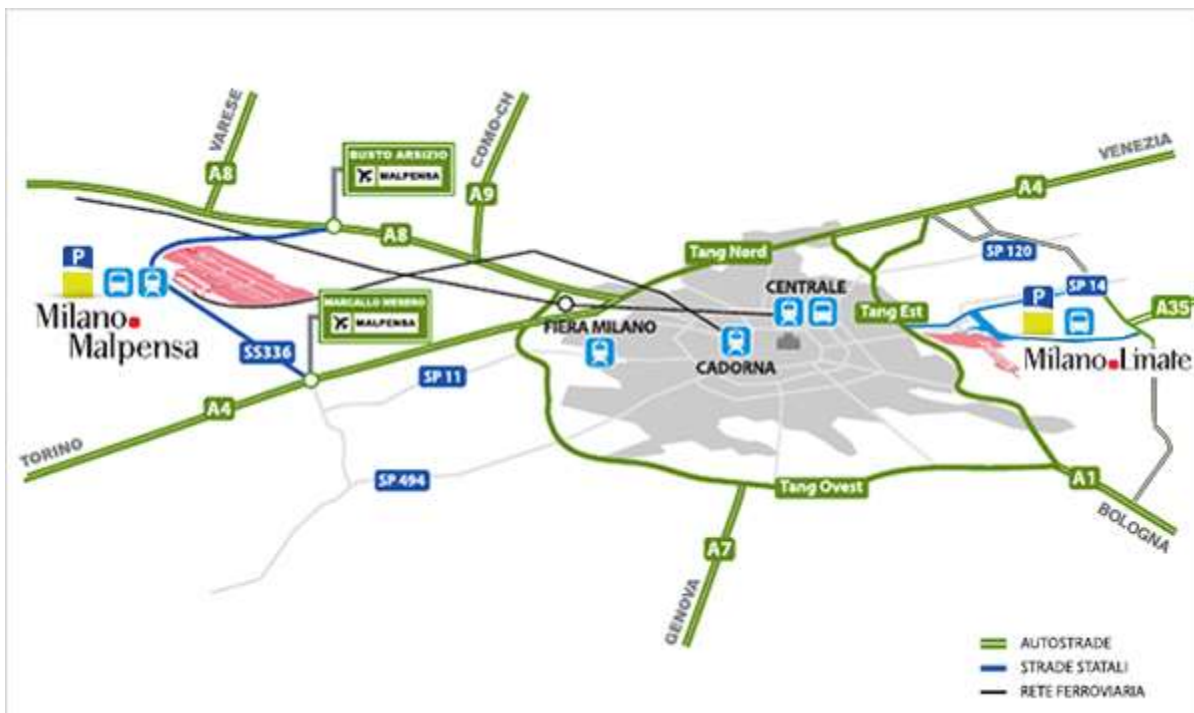 VARESE
A8
BUSTO ARSIZIO
MALPENSA
COMO-CH
A9
A8
VENEZIA
A4
Tang Nord
SP 120
P
Milano
Malpensa
MARCALLO MESERO
MALPENSA
SS336
FIERA MILANO
CENTRALE
CADORNA
Tang Est
SP 14
P
A35
Milano Linate
SP 11
A4
TORINO
SP 494
Tang Ovest
A1
BOLOGNA
A7
GENOVA
AUTOSTRADE
STRADE STATALI
RETE FERROVIARIA